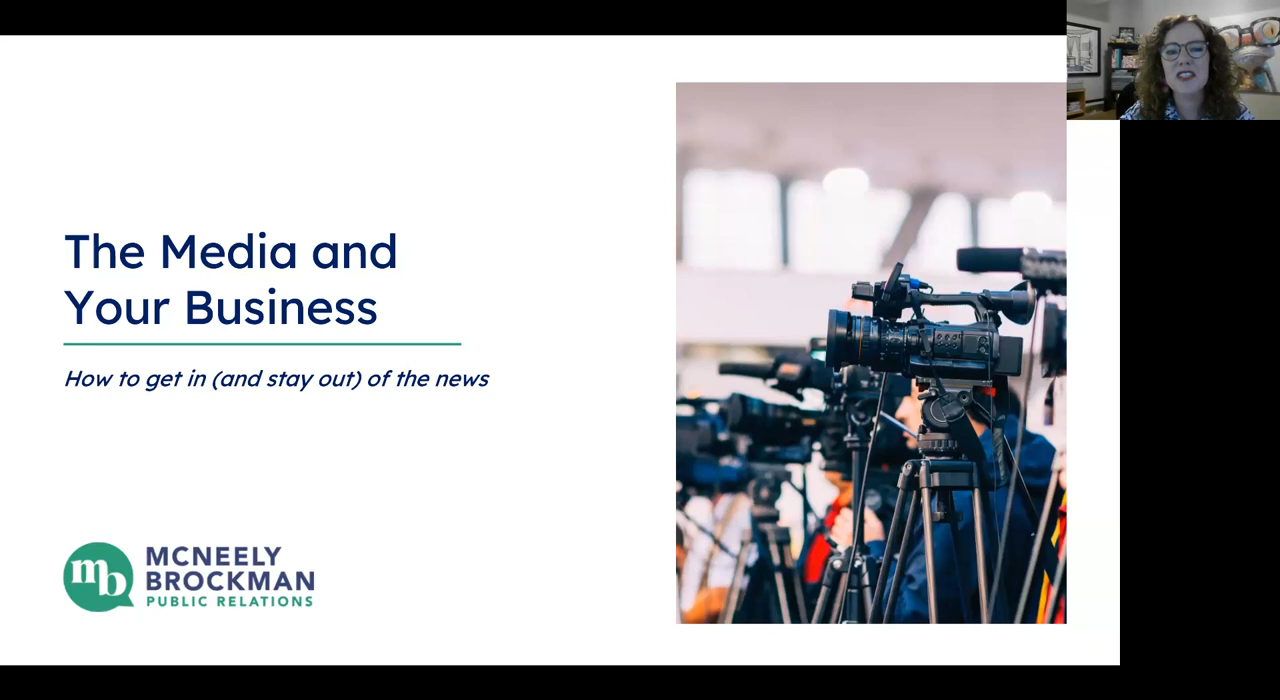 The Media and
Your Business
How to get in (and stay out) of the news
mb
MCNEELY
BROCKMAN
PUBLIC RELATIONS